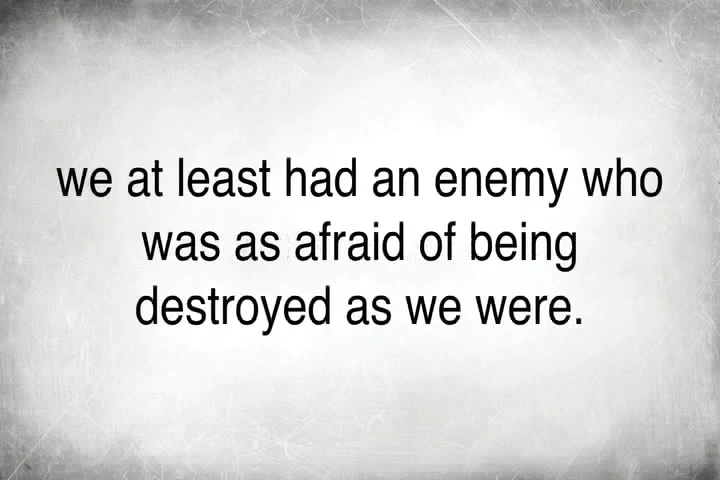 we at least had an enemy who
was as afraid of being
destroyed as we were.